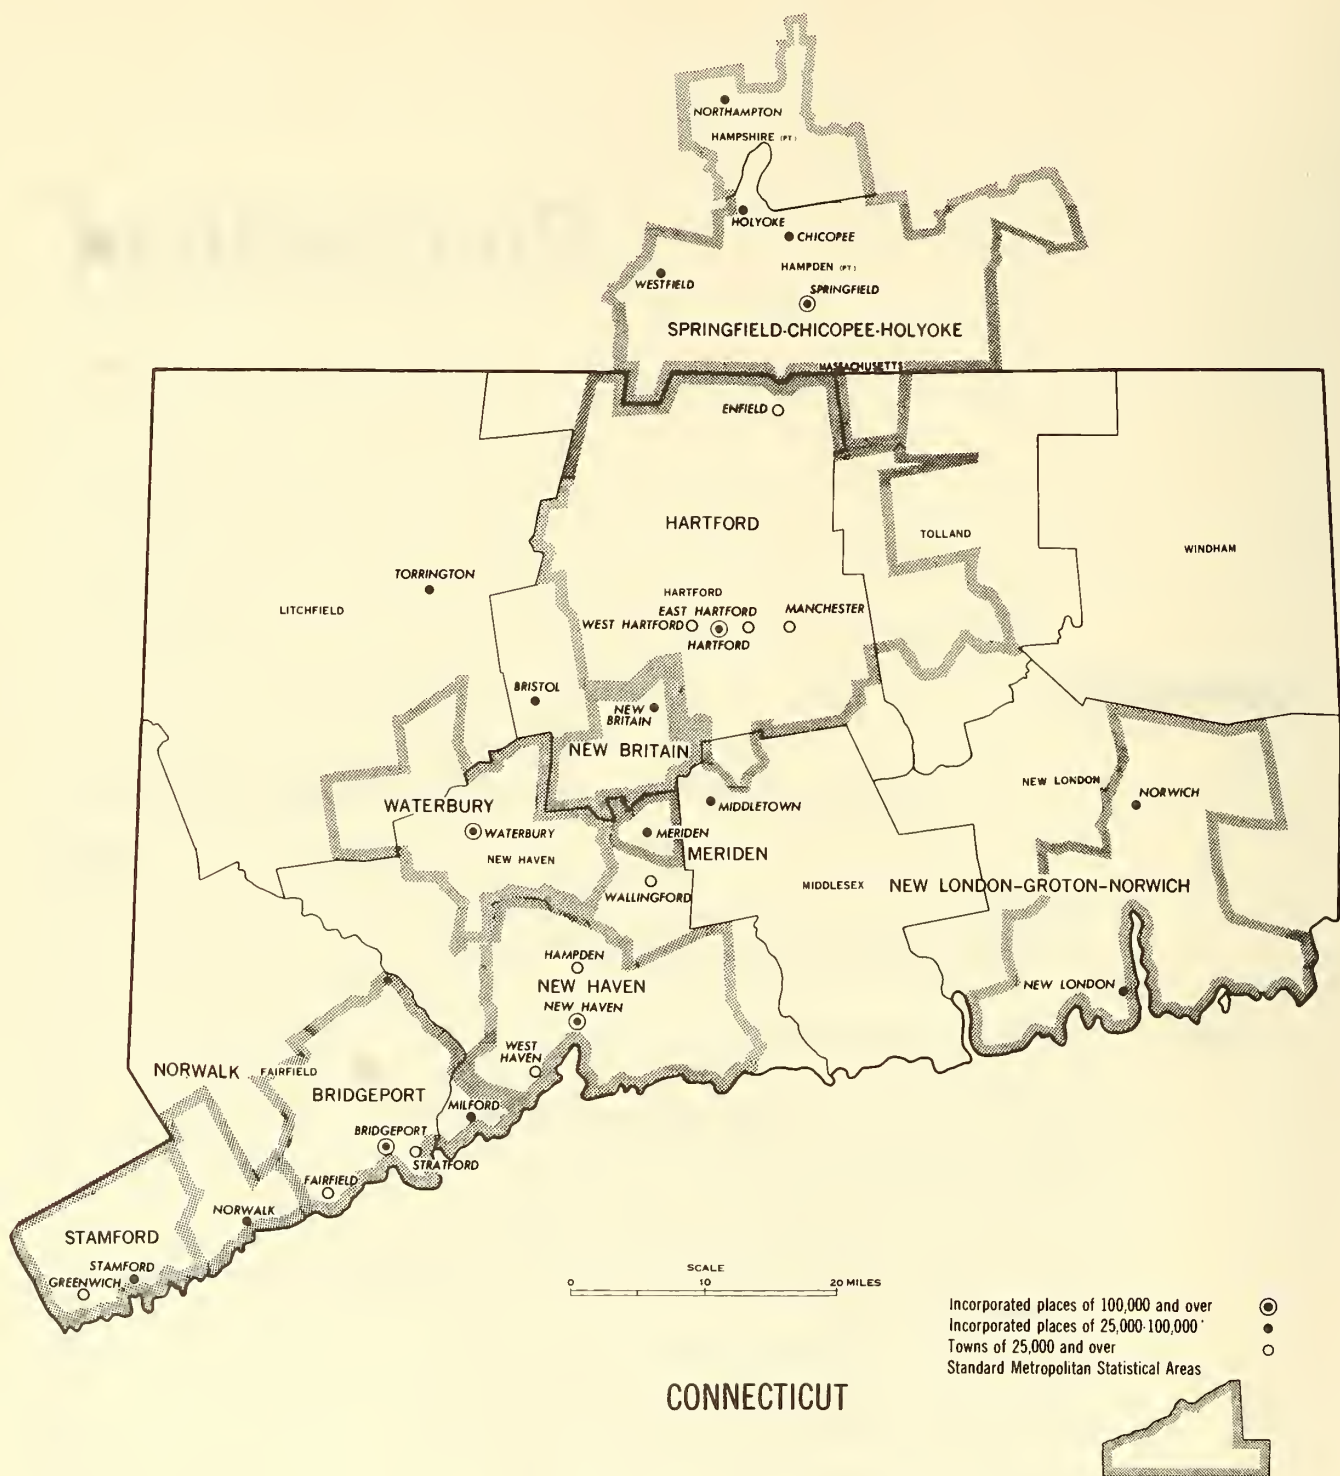 NORTHAMPTON
HAMPSHIRE (PT.)
HOLYOKE
CHICOPEE
HAMPDEN (PT.)
WESTFIELD
SPRINGFIELD
SPRINGFIELD-CHICOPEE-HOLYOKE
MASSACHUSETTS
ENFIELD
HARTFORD
TOLLAND
WINDHAM
TORRINGTON
LITCHFIELD
HARTFORD
EAST HARTFORD
MANCHESTER
WEST HARTFORD
HARTFORD
BRISTOL
NEW
BRITAIN
NEW BRITAIN
NEW LONDON
NORWICH
WATERBURY
MIDDLETOWN
WATERBURY
MERIDEN
MERIDEN
NEW HAVEN
MIDDLESEX
NEW LONDON-GROTON-NORWICH
WALLINGFORD
HAMPDEN
NEW HAVEN
NEW LONDON
NEW HAVEN
WEST
HAVEN
NORWALK
FAIRFIELD
BRIDGEPORT
MILFORD
BRIDGEPORT
STRATFORD
FAIRFIELD
NORWALK
STAMFORD
STAMFORD
GREENWICH
SCALE
0 10 20 MILES
Incorporated places of 100,000 and over
Incorporated places of 25,000-100,000
Towns of 25,000 and over
Standard Metropolitan Statistical Areas
CONNECTICUT